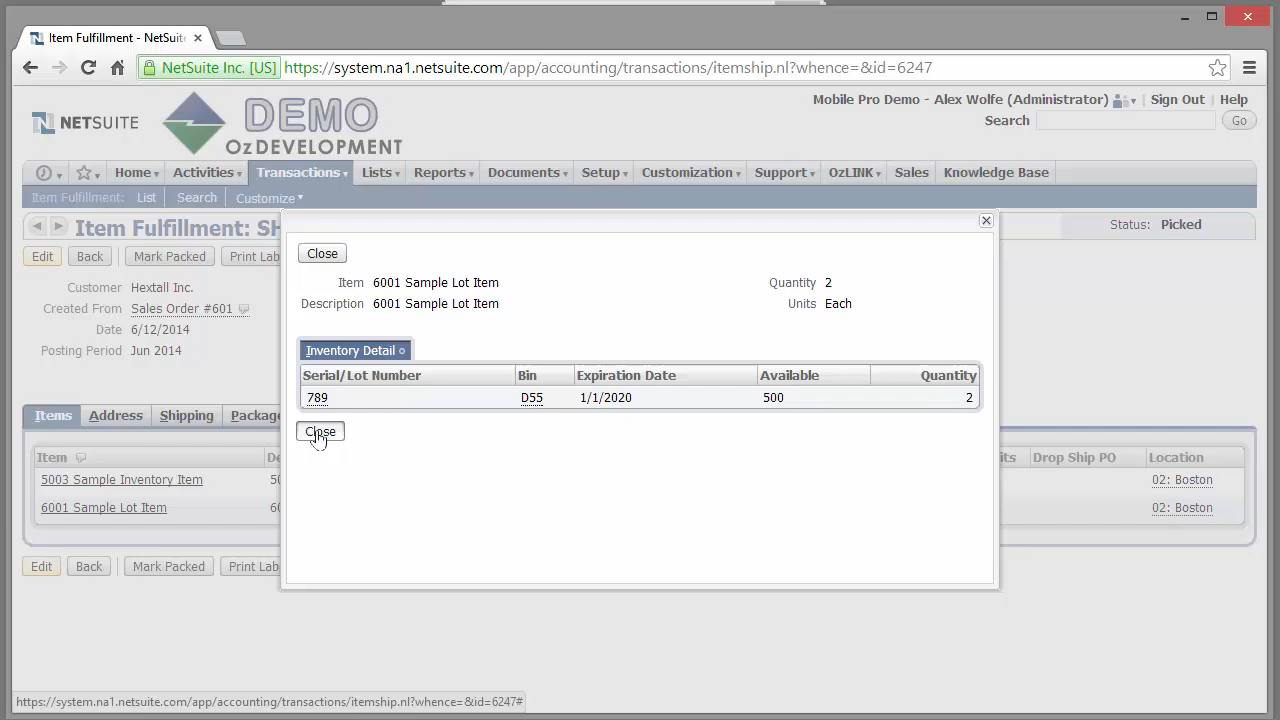 Item Fulfillment - NetSuite
NetSuite Inc. [US] https://system.na1.netsuite.com/app/accounting/transactions/itemship.nl?whence=&id=6247
NETSUITE
DEMO
OzDEVELOPMENT
Mobile Pro Demo - Alex Wolfe (Administrator) | Sign Out | Help
Search Go
Home Activities Transactions Lists Reports Documents Setup Customization Support OzLINK Sales Knowledge Base
Item Fulfillment: List Search Customize
Item Fulfillment: SH
Status: Picked
Edit Back Mark Packed Print Lab
Customer Hextall Inc.
Created From Sales Order #601
Date 6/12/2014
Posting Period Jun 2014
Close
Item 6001 Sample Lot Item Quantity 2
Description 6001 Sample Lot Item Units Each
Inventory Detail
Serial/Lot Number Bin Expiration Date Available Quantity
789 D55 1/1/2020 500 2
Close
Items Address Shipping Packag
Item De its Drop Ship PO Location
5003 Sample Inventory Item 50 02: Boston
6001 Sample Lot Item 60 02: Boston
Edit Back Mark Packed Print Lab
https://system.na1.netsuite.com/app/accounting/transactions/itemship.nl?whence=&id=6247#